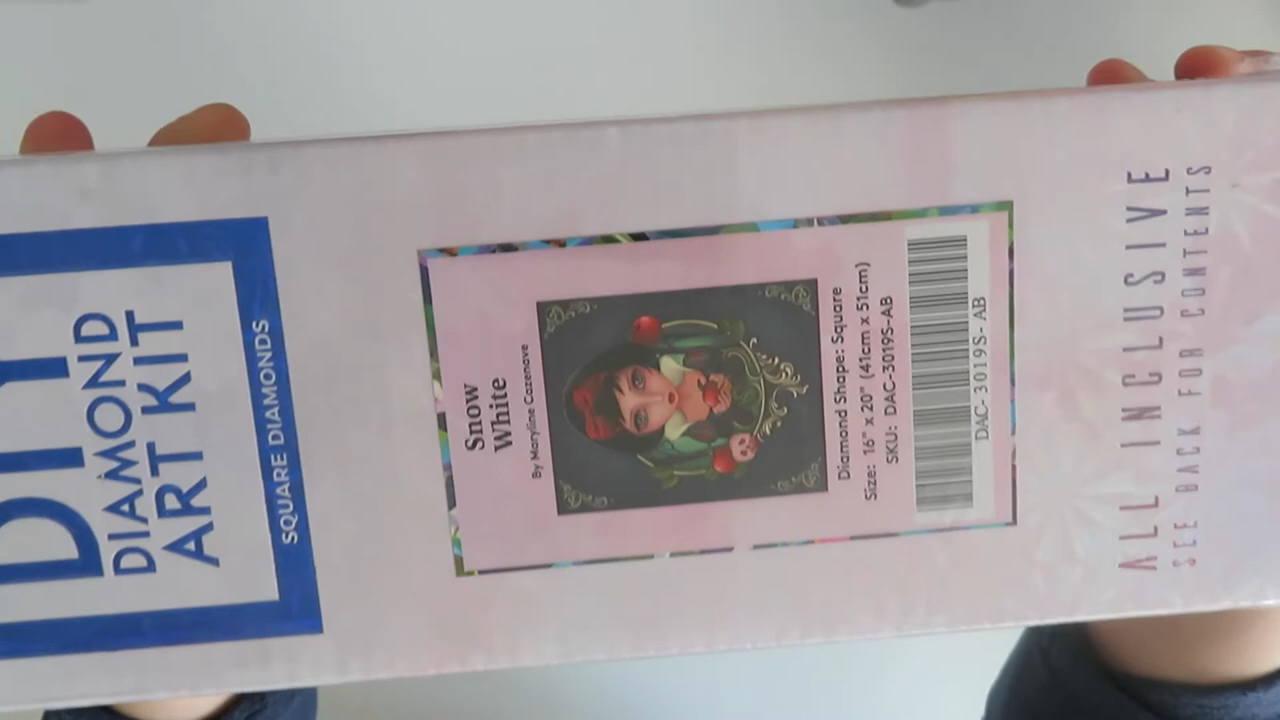 DIY
DIAMOND
ART KIT
SQUARE DIAMONDS
Snow
White
By Maryline Cazenave
Diamond Shape: Square
Size: 16" x 20" (41cm x 51cm)
SKU: DAC-3019S-AB
DAC-3019S- AB
ALL INCLUSIVE
SEE BACK FOR CONTENTS